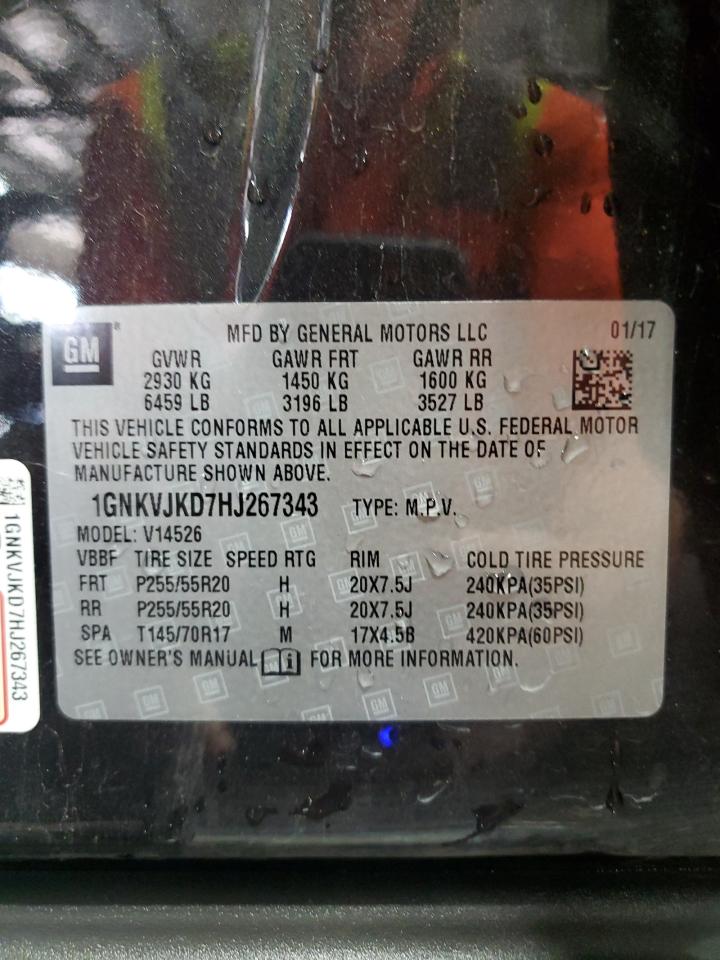 GM
MFD BY GENERAL MOTORS LLC 01/17
GVWR GAWR FRT GAWR RR
2930 KG 1450 KG 1600 KG
6459 LB 3196 LB 3527 LB
THIS VEHICLE CONFORMS TO ALL APPLICABLE U.S. FEDERAL MOTOR
VEHICLE SAFETY STANDARDS IN EFFECT ON THE DATE OF
MANUFACTURE SHOWN ABOVE.
1GNKVJKD7HJ267343 TYPE: M.P.V.
MODEL: V14526
VBBF TIRE SIZE SPEED RTG RIM COLD TIRE PRESSURE
FRT P255/55R20 H 20X7.5J 240KPA(35PSI)
RR P255/55R20 H 20X7.5J 240KPA(35PSI)
SPA T145/70R17 M 17X4.5B 420KPA(60PSI)
SEE OWNER'S MANUAL FOR MORE INFORMATION.
1GNKVJKD7HJ267343